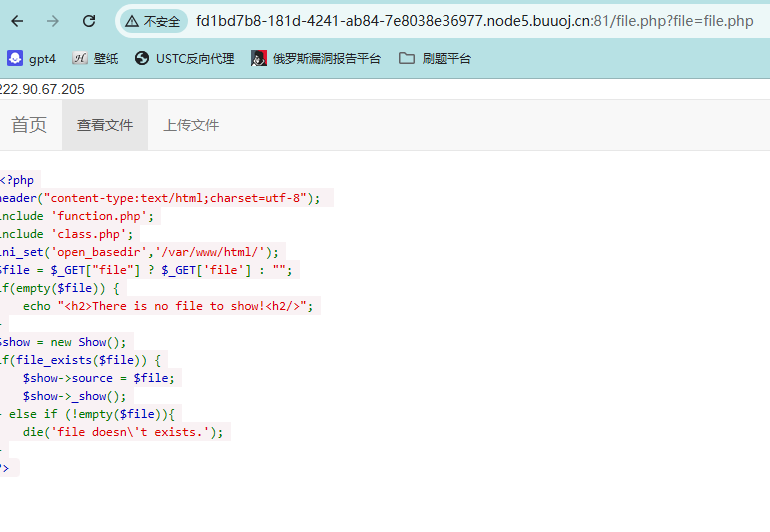 不安全 fd1bd7b8-181d-4241-ab84-7e8038e36977.node5.buuoj.cn:81/file.php?file=file.php
gpt4 壁纸 USTC反向代理 俄罗斯漏洞报告平台 刷题平台
222.90.67.205
首页 查看文件 上传文件
<?php
header("content-type:text/html;charset=utf-8");
include 'function.php';
include 'class.php';
ini_set('open_basedir','/var/www/html/');
$file = $_GET["file"] ? $_GET['file'] : "";
if(empty($file)) {
    echo "<h2>There is no file to show!<h2/>";
}
$show = new Show();
if(file_exists($file)) {
    $show->source = $file;
    $show->_show();
} else if (!empty($file)){
    die('file doesn\'t exists.');
}
?>